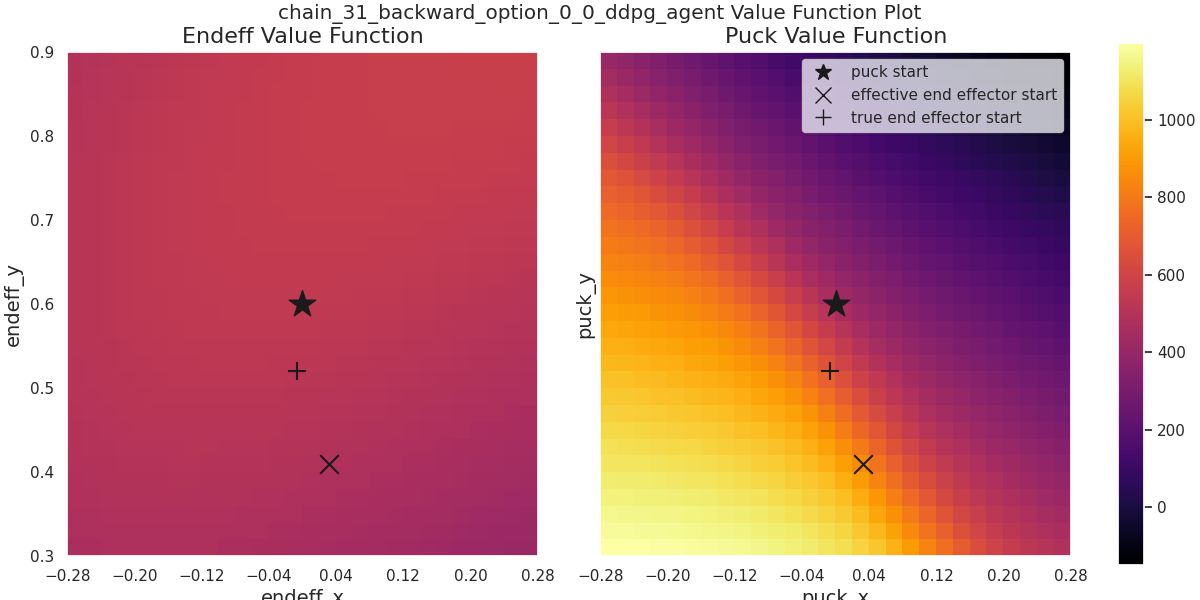 chain_31_backward_option_0_0_ddpg_agent Value Function Plot
Endeff Value Function
Puck Value Function
puck start
effective end effector start
true end effector start
endeff_y
0.9
0.8
0.7
0.6
0.5
0.4
0.3
−0.28 −0.20 −0.12 −0.04 0.04 0.12 0.20 0.28
endeff_x
puck_y
−0.28 −0.20 −0.12 −0.04 0.04 0.12 0.20 0.28
puck_x
1000
800
600
400
200
0